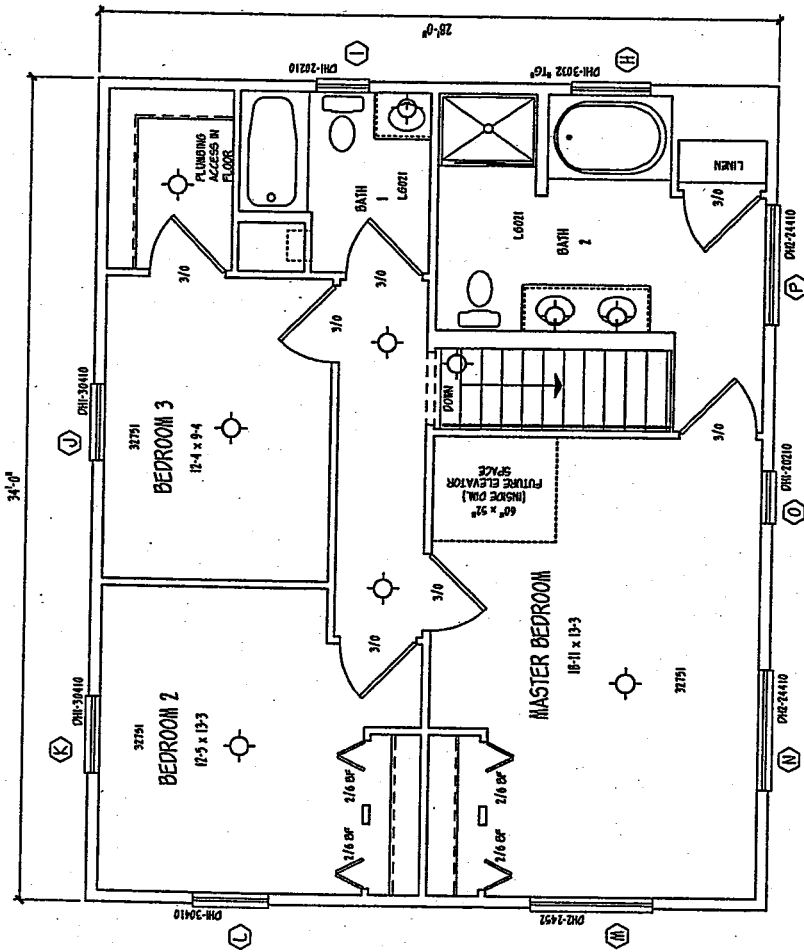 34'-0"
28'-0"
K
DH1-30410
J
DH1-30410
BEDROOM 2
12-5 x 13-3
32751
BEDROOM 3
12-4 x 9-4
32751
3/0
3/0
PLUMBING
ACCESS IN
FLOOR
DH1-20210
I
BATH
1
LG021
3/0
3/0
L
DH1-30410
2/6 BF
2/6 BF
2/6 BF
2/6 BF
3/0
DOWN
60" x 52"
(INSIDE DIM.)
FUTURE ELEVATOR
SPACE
LG021
BATH
2
DH1-3032 "TG"
H
LINEN
3/0
3/0
MASTER BEDROOM
18-11 x 13-3
32751
M
DH2-2452
N
DH2-24410
O
DH1-20210
P
DH2-24410